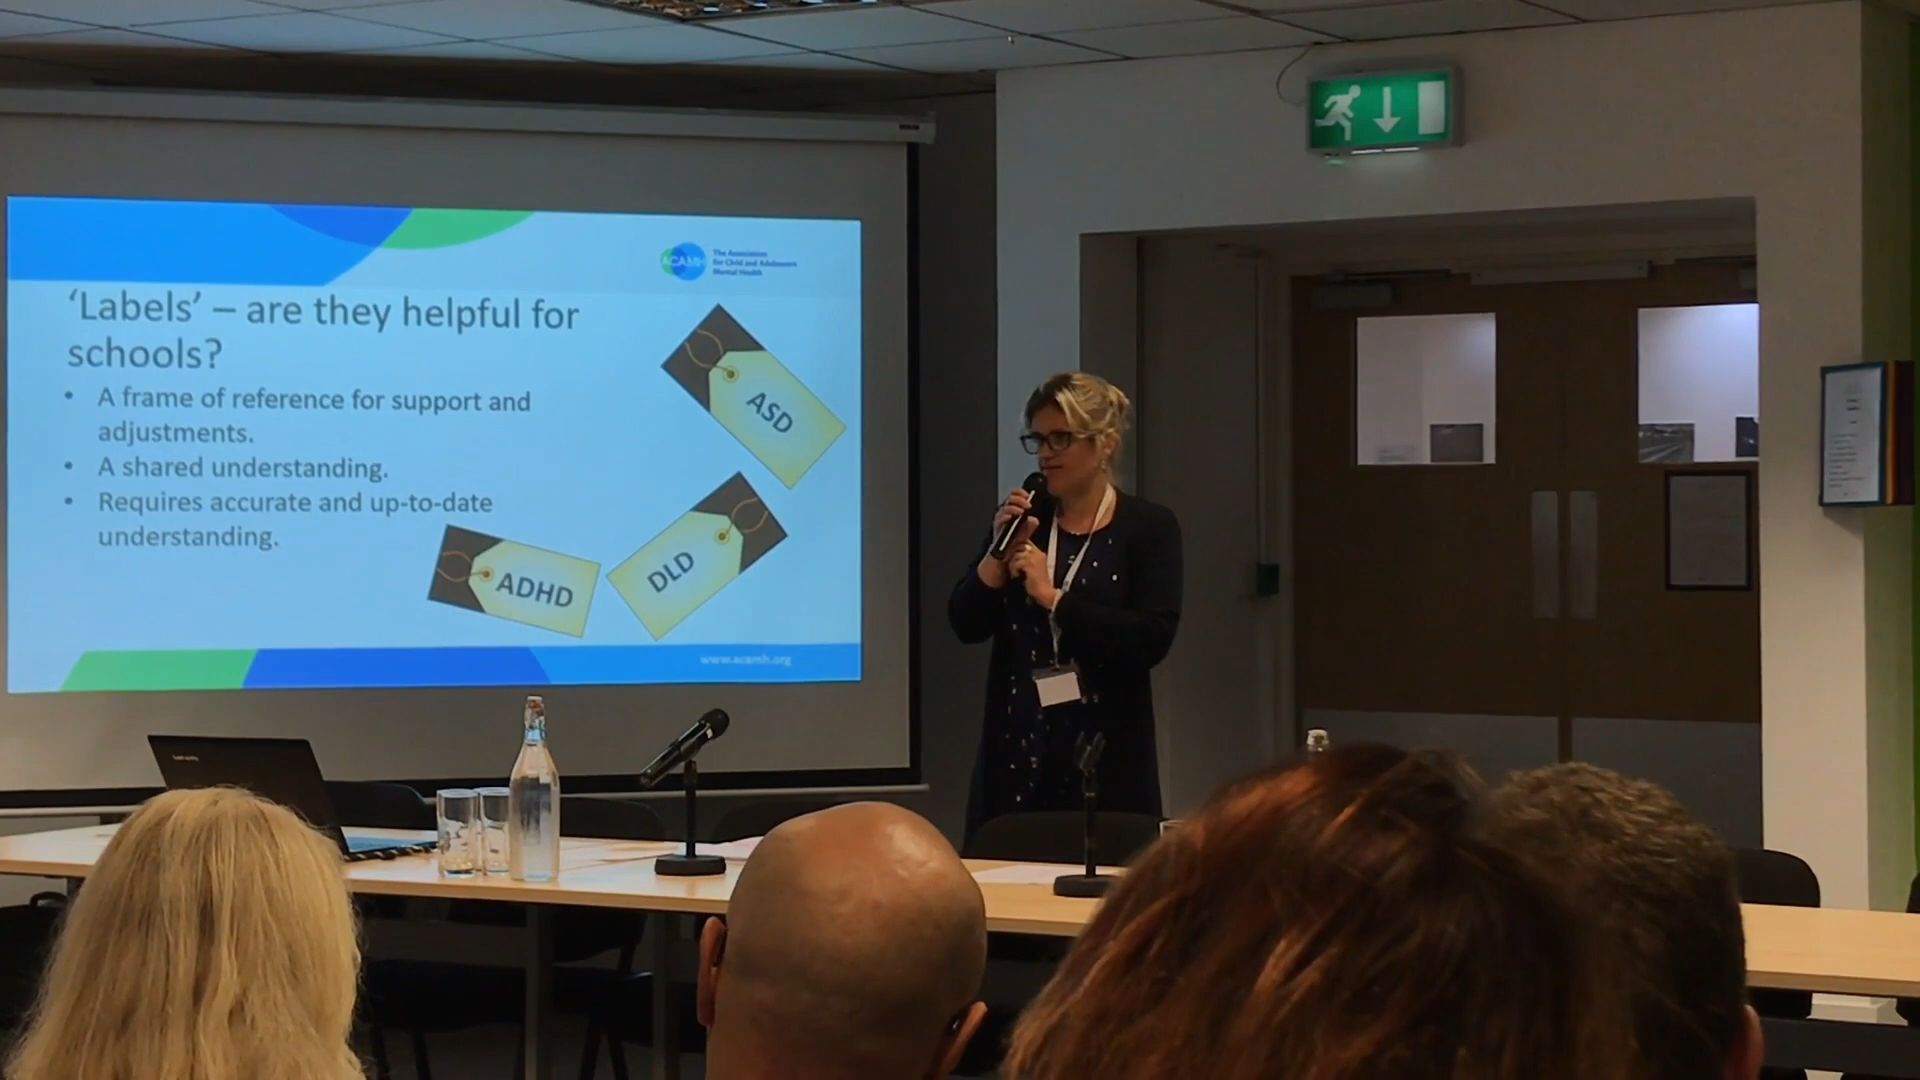 ACAMH
The Association
for Child and Adolescent
Mental Health
‘Labels’ – are they helpful for
schools?
• A frame of reference for support and
adjustments.
• A shared understanding.
• Requires accurate and up-to-date
understanding.
ASD
DLD
ADHD
www.acamh.org